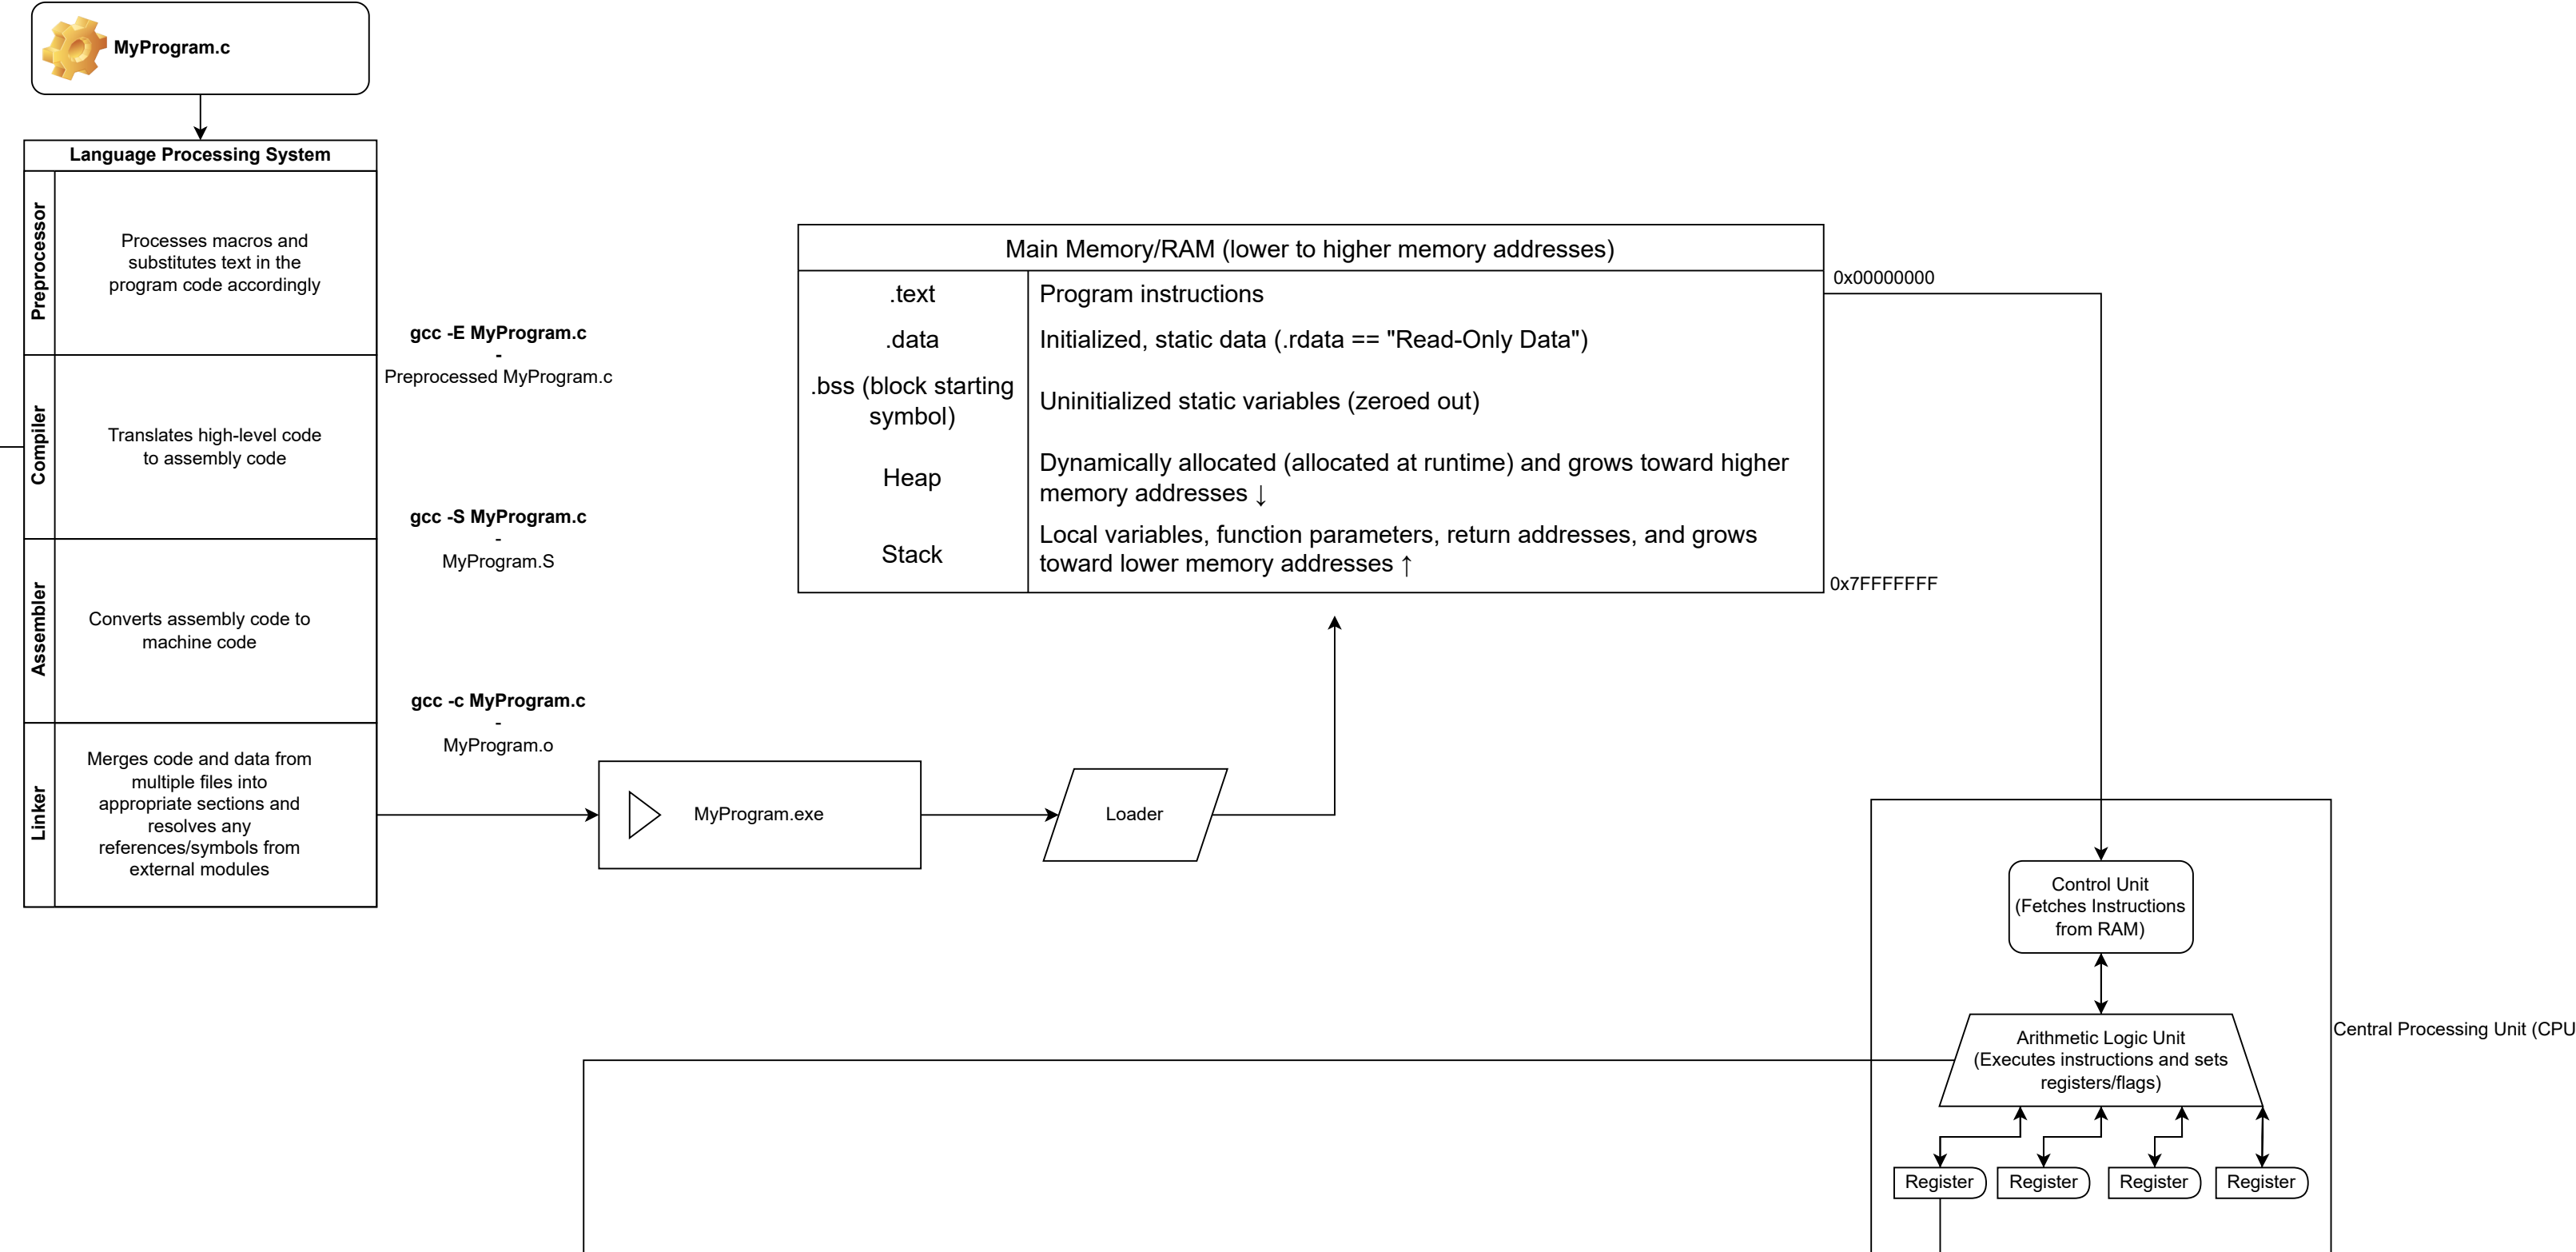 MyProgram.c
Language Processing System
Preprocessor
Processes macros and
substitutes text in the
program code accordingly
gcc -E MyProgram.c
-
Preprocessed MyProgram.c
Compiler
Translates high-level code
to assembly code
gcc -S MyProgram.c
-
MyProgram.S
Assembler
Converts assembly code to
machine code
gcc -c MyProgram.c
-
MyProgram.o
Linker
Merges code and data from
multiple files into
appropriate sections and
resolves any
references/symbols from
external modules
MyProgram.exe
Loader
Main Memory/RAM (lower to higher memory addresses)
0x00000000
.text
Program instructions
.data
Initialized, static data (.rdata == "Read-Only Data")
.bss (block starting
symbol)
Uninitialized static variables (zeroed out)
Heap
Dynamically allocated (allocated at runtime) and grows toward higher
memory addresses ↓
Stack
Local variables, function parameters, return addresses, and grows
toward lower memory addresses ↑
0x7FFFFFFF
Control Unit
(Fetches Instructions
from RAM)
Central Processing Unit (CPU
Arithmetic Logic Unit
(Executes instructions and sets
registers/flags)
Register
Register
Register
Register